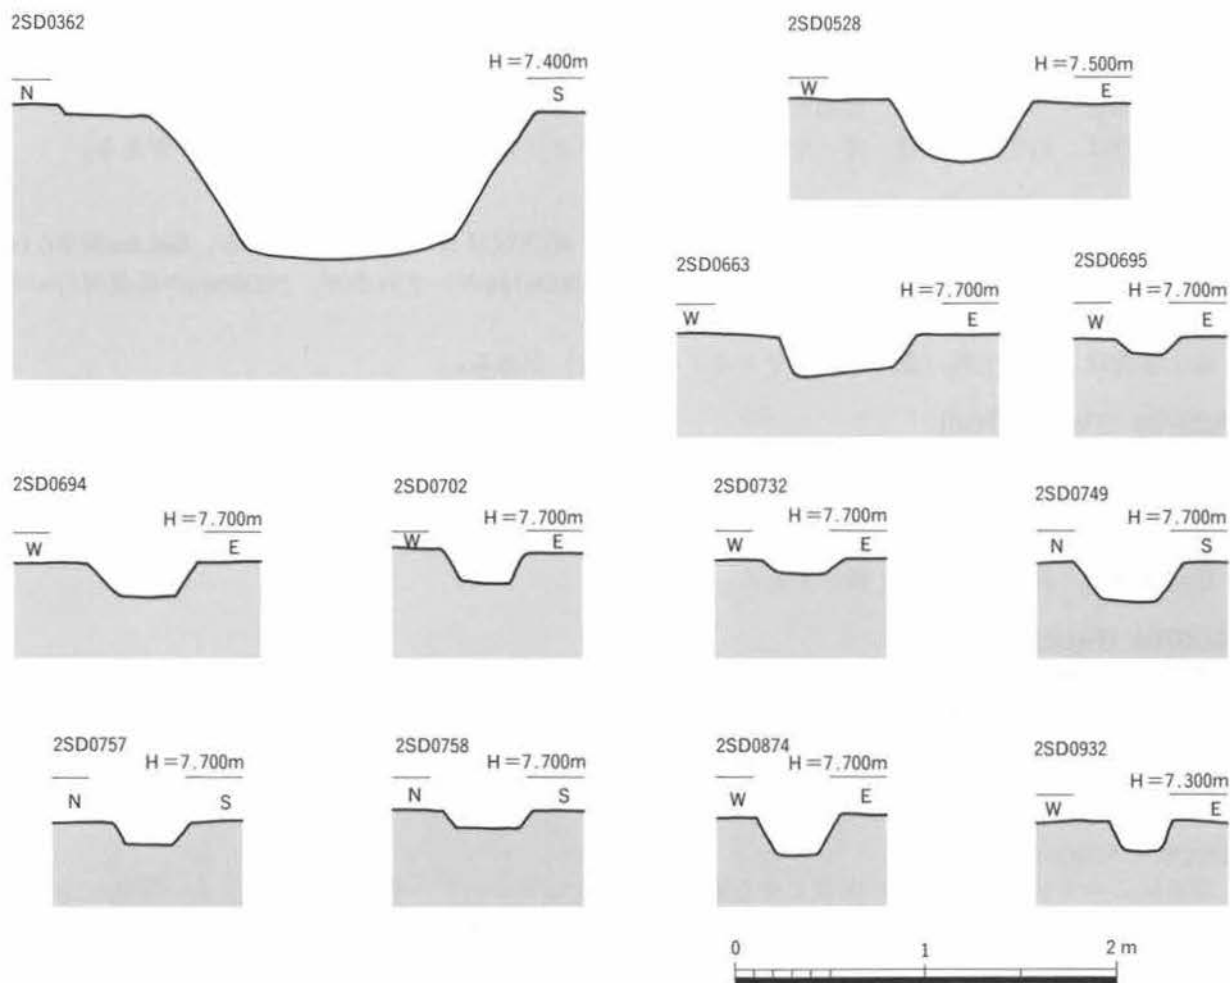 2SD0362
H=7.400m
N S
2SD0528
H=7.500m
W E
2SD0663
H=7.700m
W E
2SD0695
H=7.700m
W E
2SD0694
H=7.700m
W E
2SD0702
H=7.700m
W E
2SD0732
H=7.700m
W E
2SD0749
H=7.700m
N S
2SD0757
H=7.700m
N S
2SD0758
H=7.700m
N S
2SD0874
H=7.700m
W E
2SD0932
H=7.300m
W E
0 1 2 m